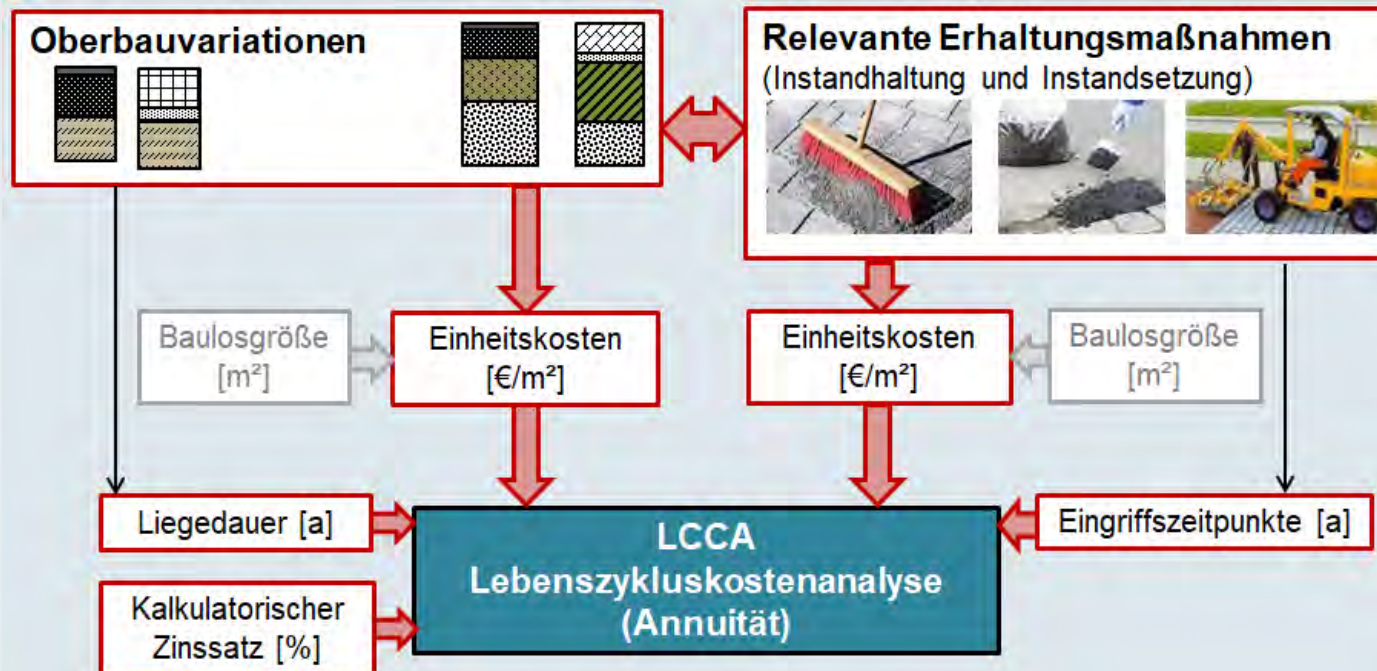 Oberbauvariationen
Relevante Erhaltungsmaßnahmen
(Instandhaltung und Instandsetzung)
Baulosgröße
[m²]
Einheitskosten
[€/m²]
Einheitskosten
[€/m²]
Baulosgröße
[m²]
Liegedauer [a]
Eingriffszeitpunkte [a]
Kalkulatorischer
Zinssatz [%]
LCCA
Lebenszykluskostenanalyse
(Annuität)